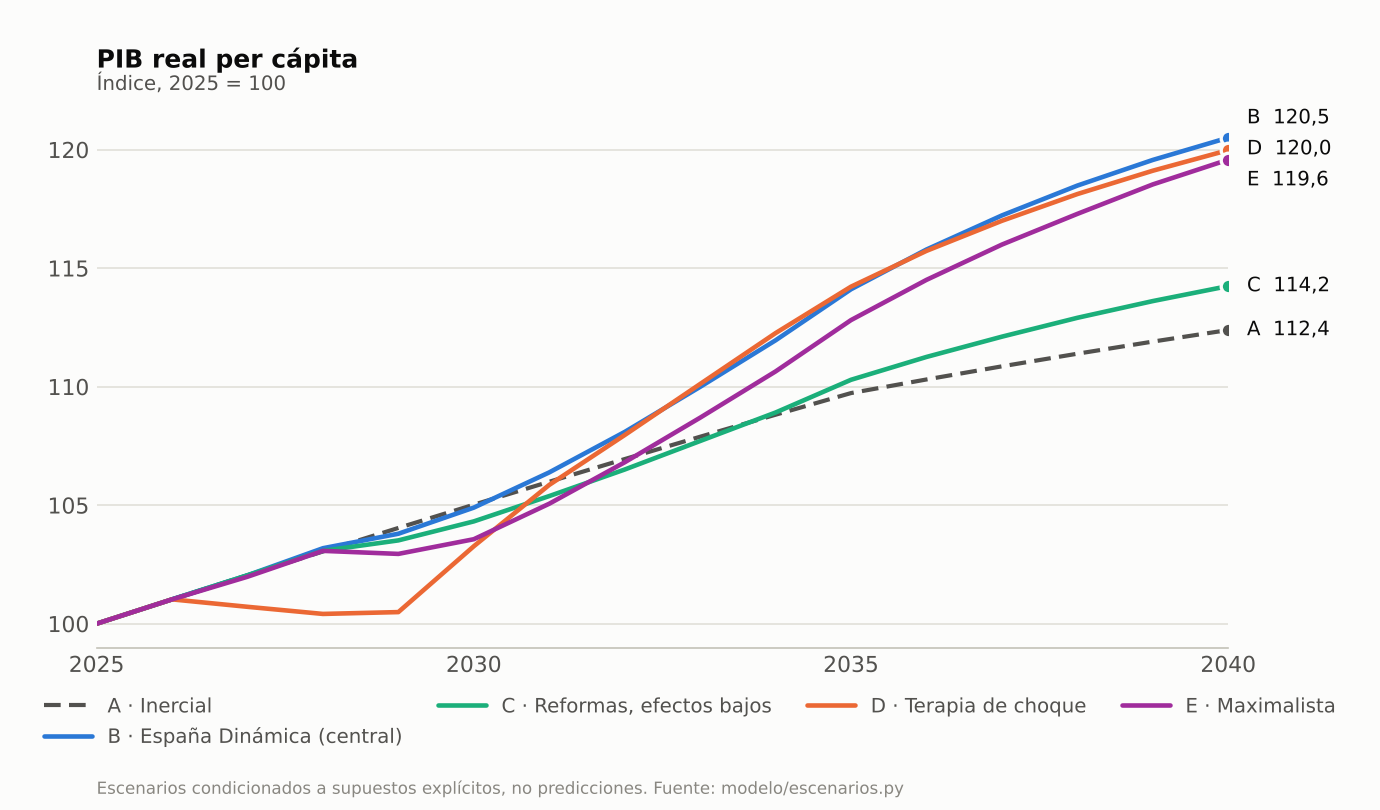 PIB real per cápita
Índice, 2025 = 100
120
115
110
105
100
B 120,5
D 120,0
E 119,6
C 114,2
A 112,4
2025 2030 2035 2040
A · Inercial C · Reformas, efectos bajos D · Terapia de choque E · Maximalista
B · España Dinámica (central)
Escenarios condicionados a supuestos explícitos, no predicciones. Fuente: modelo/escenarios.py